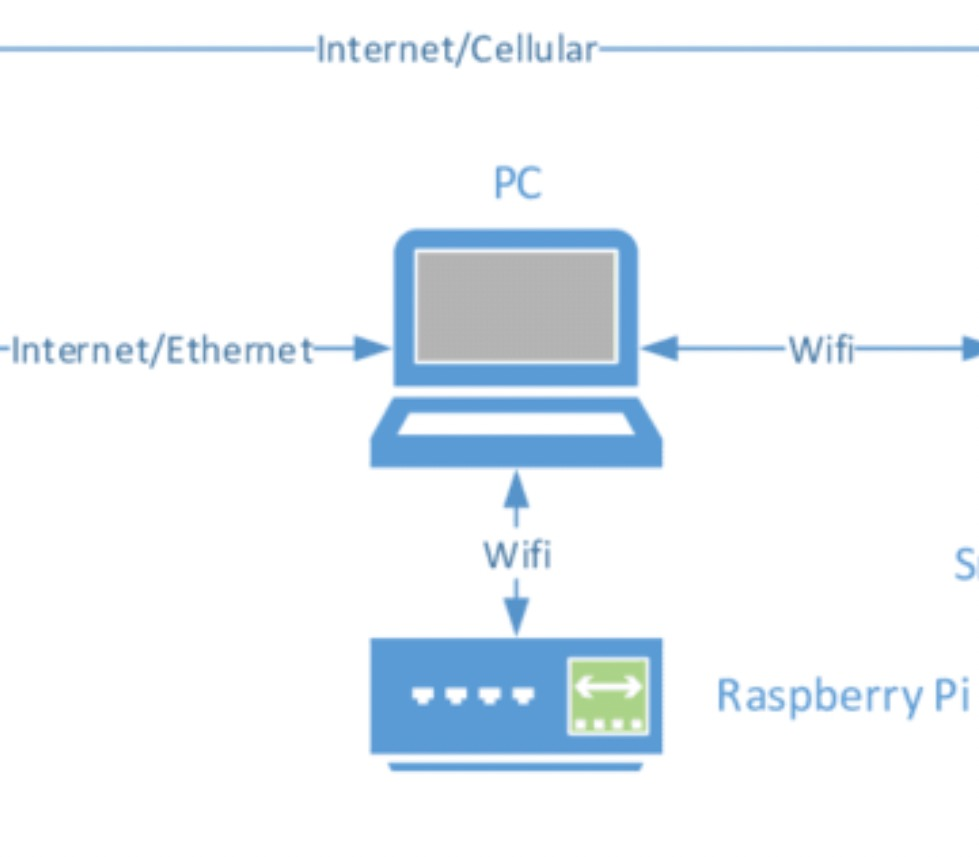 Internet/Cellular
PC
Internet/Ethernet
Wifi
Wifi
Raspberry Pi